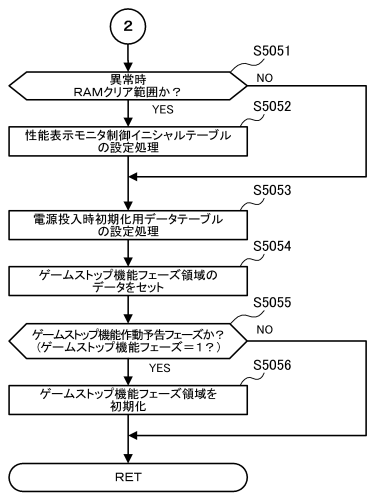 2
S5051
異常時
RAMクリア範囲か?
NO
YES
S5052
性能表示モニタ制御イニシャルテーブル
の設定処理
S5053
電源投入時初期化用データテーブル
の設定処理
S5054
ゲームストップ機能フェーズ領域の
データをセット
S5055
ゲームストップ機能作動予告フェーズか?
(ゲームストップ機能フェーズ=1?)
NO
YES
S5056
ゲームストップ機能フェーズ領域を
初期化
RET